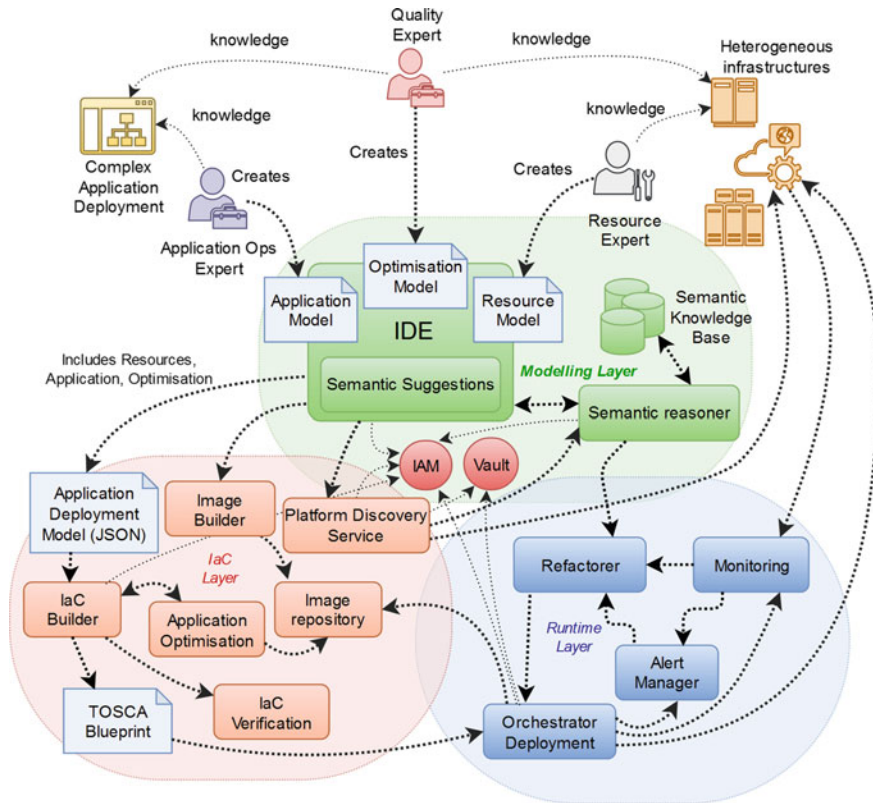 Quality
Expert
knowledge
knowledge
Heterogeneous
infrastructures
knowledge
knowledge
Complex
Application
Deployment
Creates
Creates
Creates
Application Ops
Expert
Resource
Expert
Application
Model
Optimisation
Model
Resource
Model
IDE
Semantic
Knowledge
Base
Includes Resources,
Application, Optimisation
Semantic Suggestions
Modelling Layer
Semantic reasoner
IAM
Vault
Application
Deployment
Model (JSON)
Image
Builder
Platform Discovery
Service
IaC
Layer
Refactorer
Monitoring
IaC
Builder
Application
Optimisation
Image
repository
Runtime
Layer
Alert
Manager
TOSCA
Blueprint
IaC
Verification
Orchestrator
Deployment